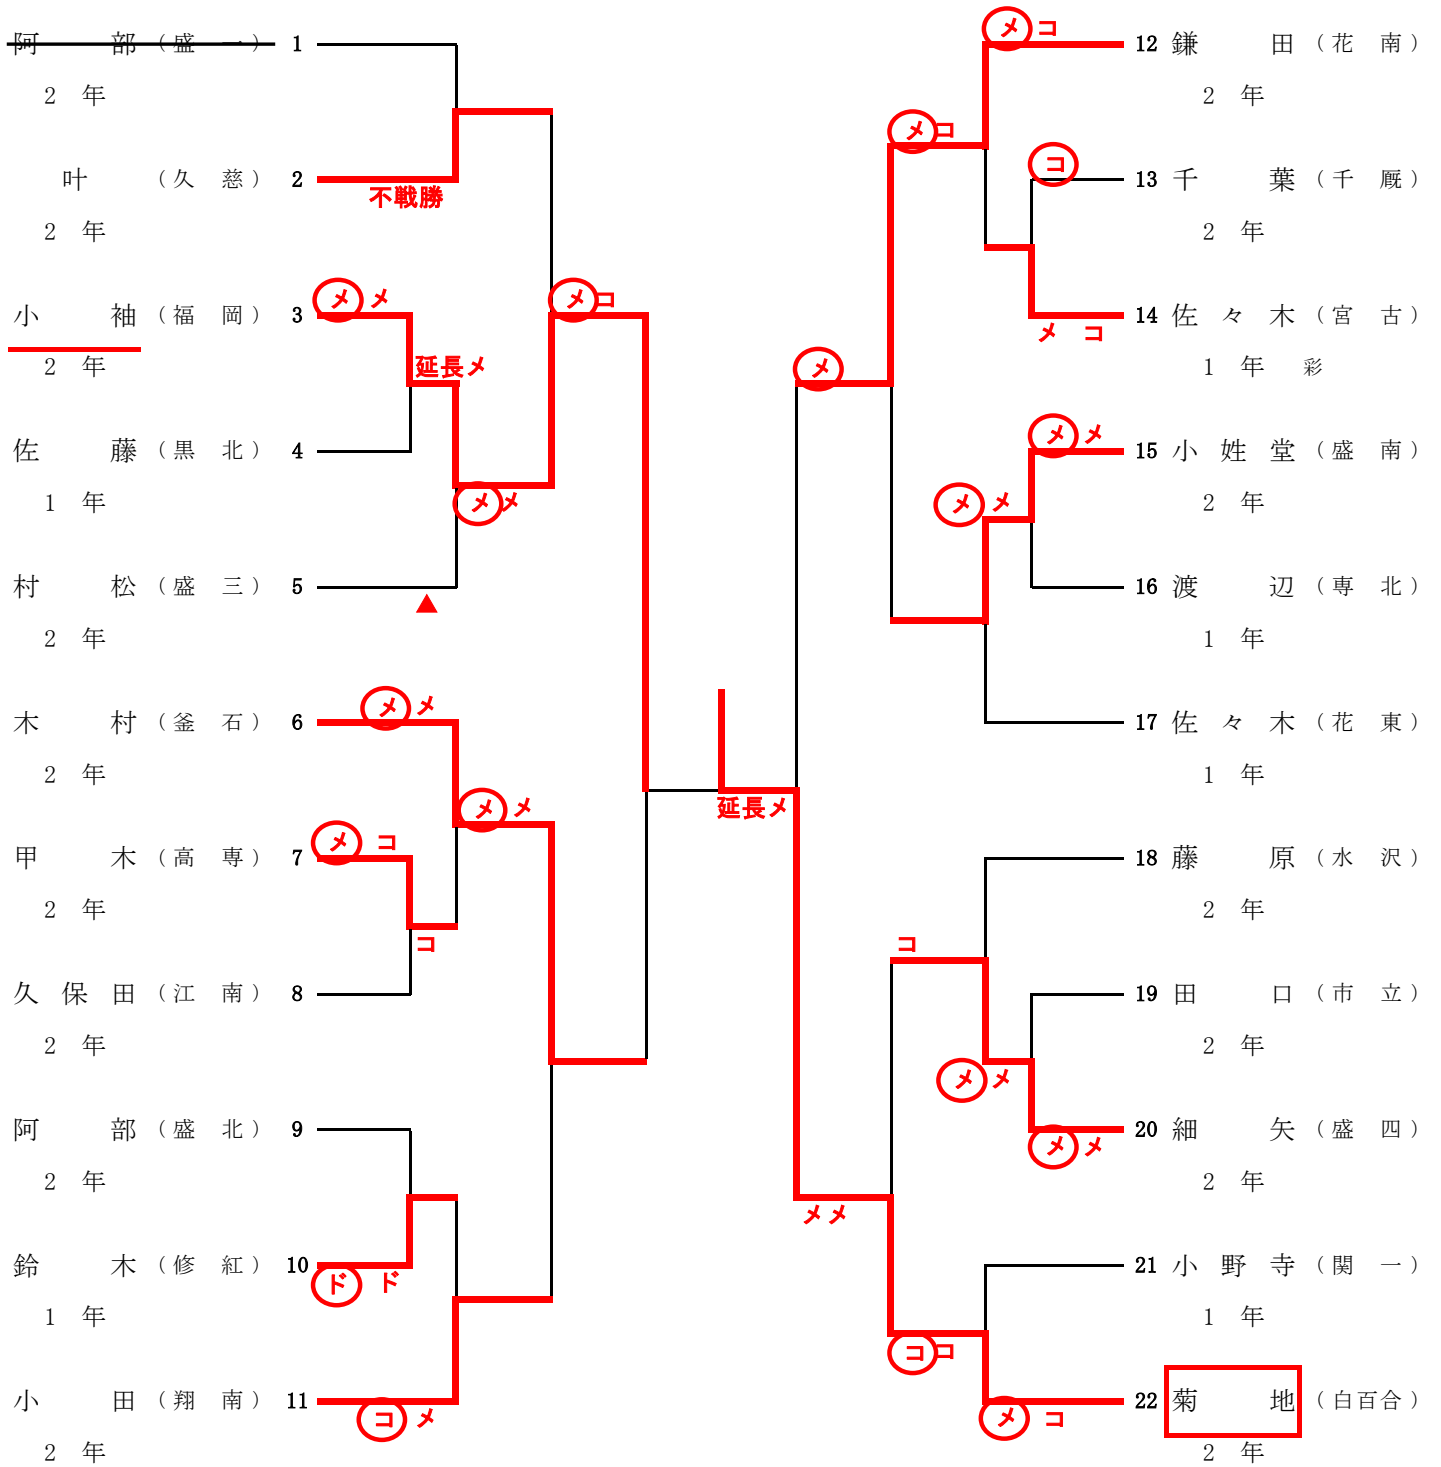 阿部（盛一） 1
2年
叶（久慈） 2
不戦勝
2年
メメ
小袖（福岡） 3
2年
延長メ
メコ
佐藤（黒北） 4
1年
メメ
村松（盛三） 5
▲
2年
メメ
木村（釜石） 6
2年
メメ
メコ
甲木（高専） 7
2年
コ
久保田（江南） 8
2年
阿部（盛北） 9
2年
鈴木（修紅） 10
ドド
1年
小田（翔南） 11
コメ
2年
延長メ
メコ
12 鎌田（花南）
2年
メコ
コ
13 千葉（千厩）
2年
14 佐々木（宮古）
メコ
1年 彩
メ
メメ
15 小姓堂（盛南）
2年
メメ
16 渡辺（専北）
1年
17 佐々木（花東）
1年
18 藤原（水沢）
2年
コ
19 田口（市立）
2年
メメ
20 細矢（盛四）
メメ
2年
メメ
21 小野寺（関一）
1年
ココ
22 菊地（白百合）
メコ
2年